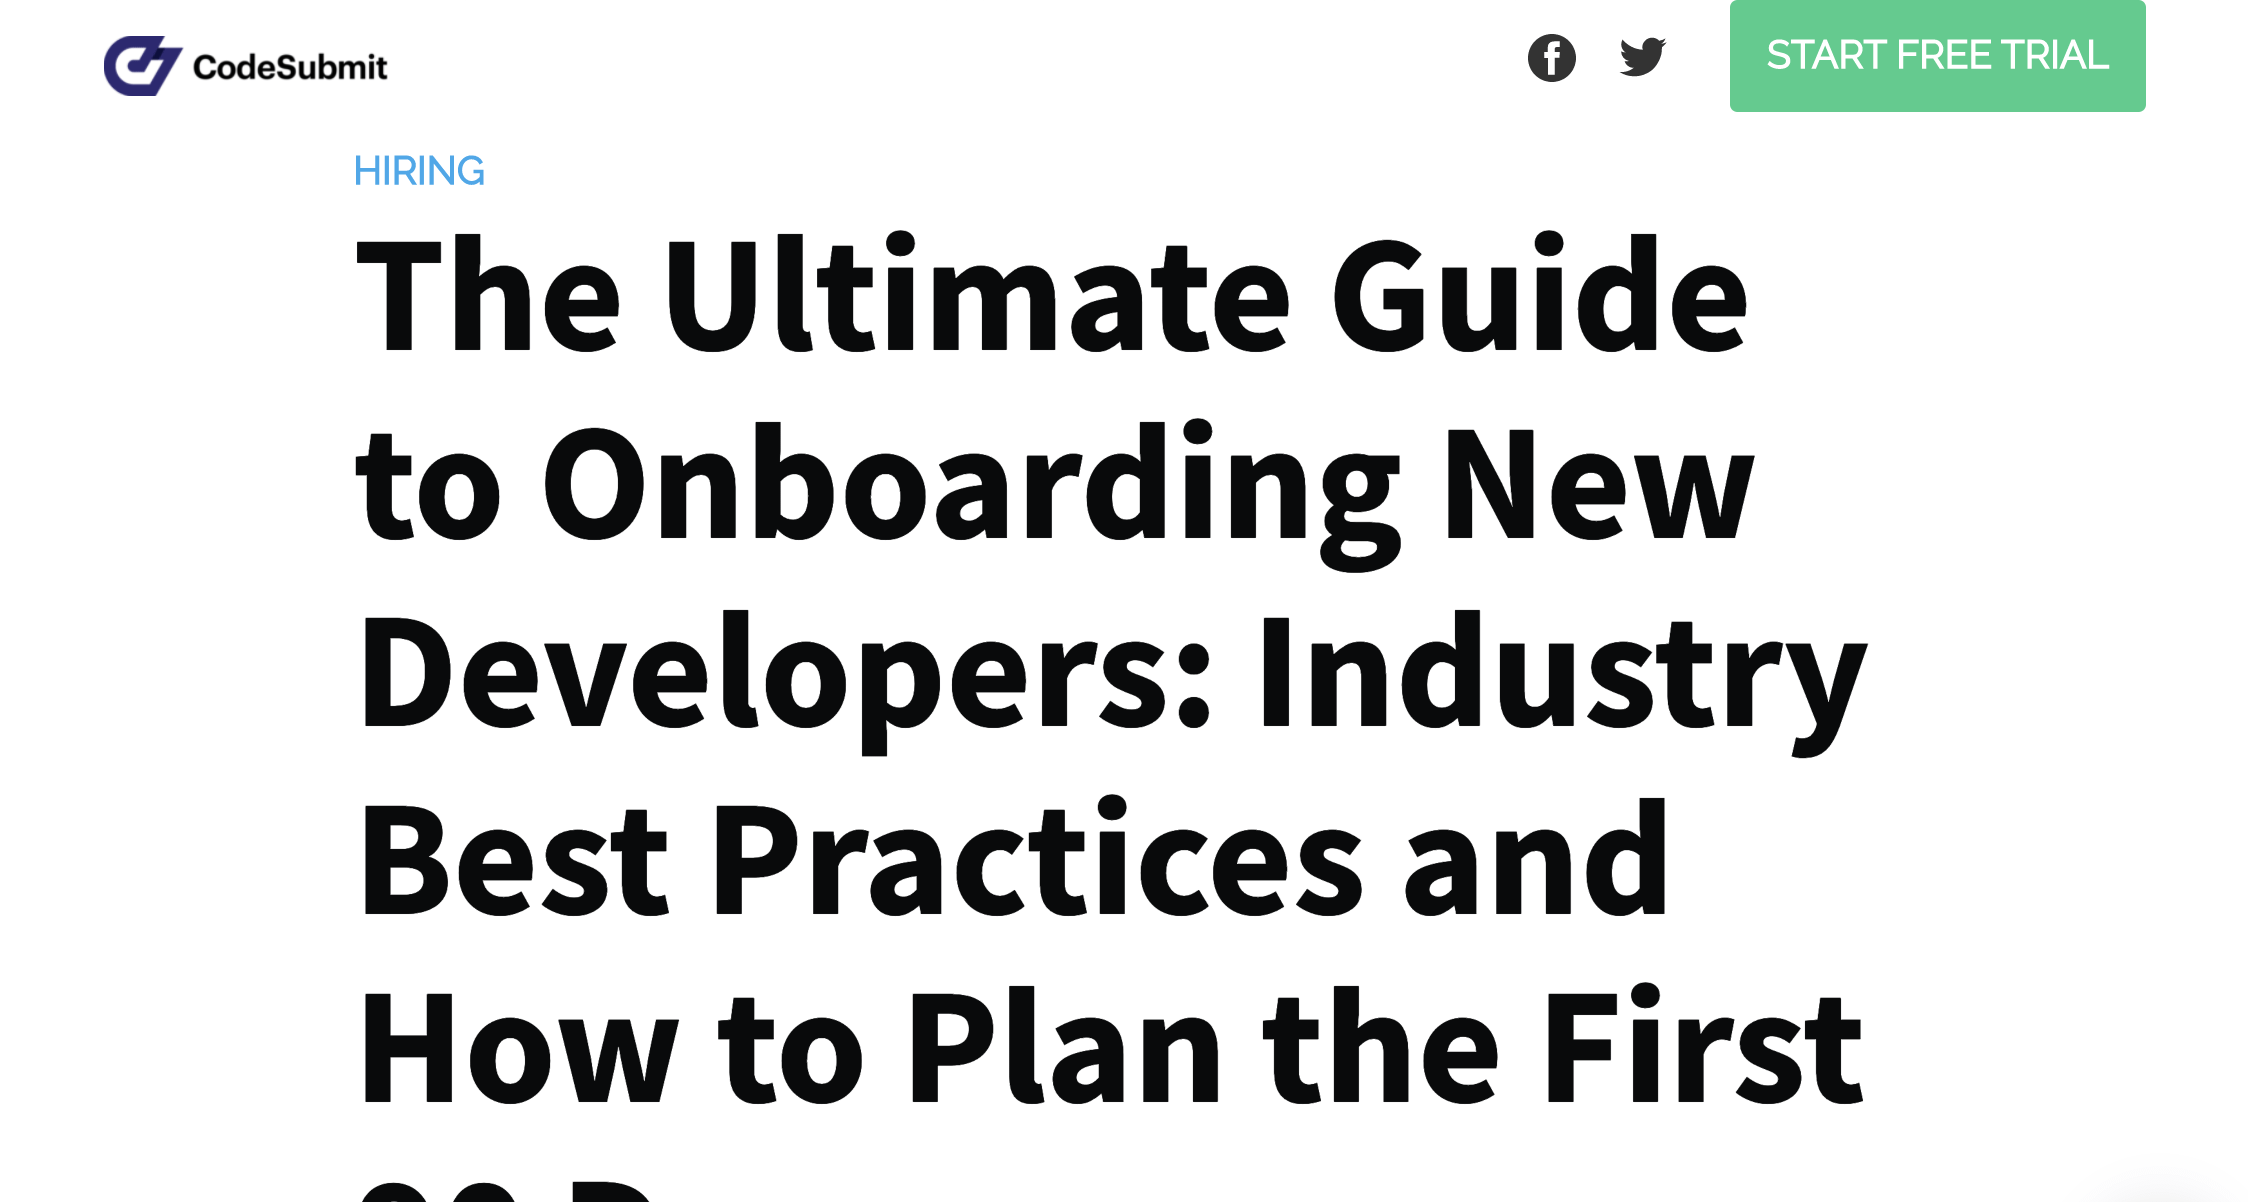 CodeSubmit
START FREE TRIAL
HIRING
The Ultimate Guide
to Onboarding New
Developers: Industry
Best Practices and
How to Plan the First